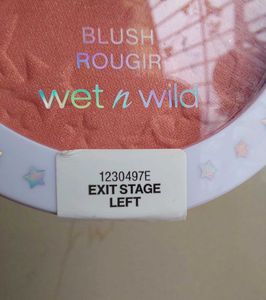 BLUSH
ROUGIR
wet n wild
1230497E
EXIT STAGE
LEFT